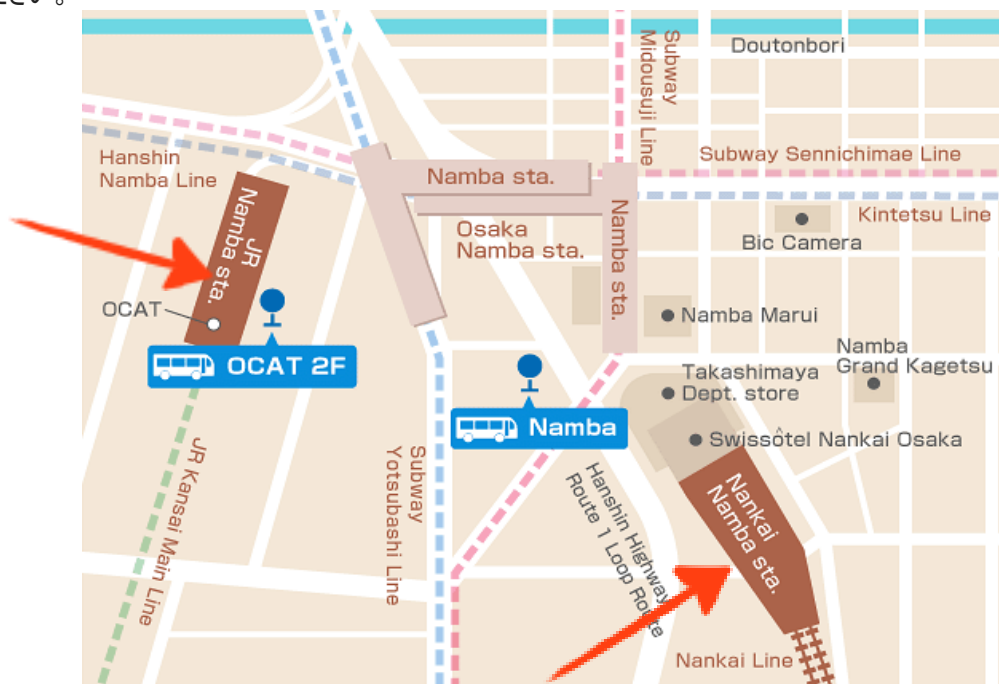 さい。
Doutonbori
Subway
Midousuji Line
Hanshin
Namba Line
Subway Sennichimae Line
Namba sta.
Kintetsu Line
JR
Namba sta.
Osaka
Namba sta.
Namba sta.
Bic Camera
OCAT
Namba Marui
OCAT 2F
Namba
Grand Kagetsu
Takashimaya
Dept. store
Namba
Swissôtel Nankai Osaka
JR Kansai Main Line
Subway
Yotsubashi Line
Hanshin Highway
Route 1 Loop Route
Nankai
Namba sta.
Nankai Line